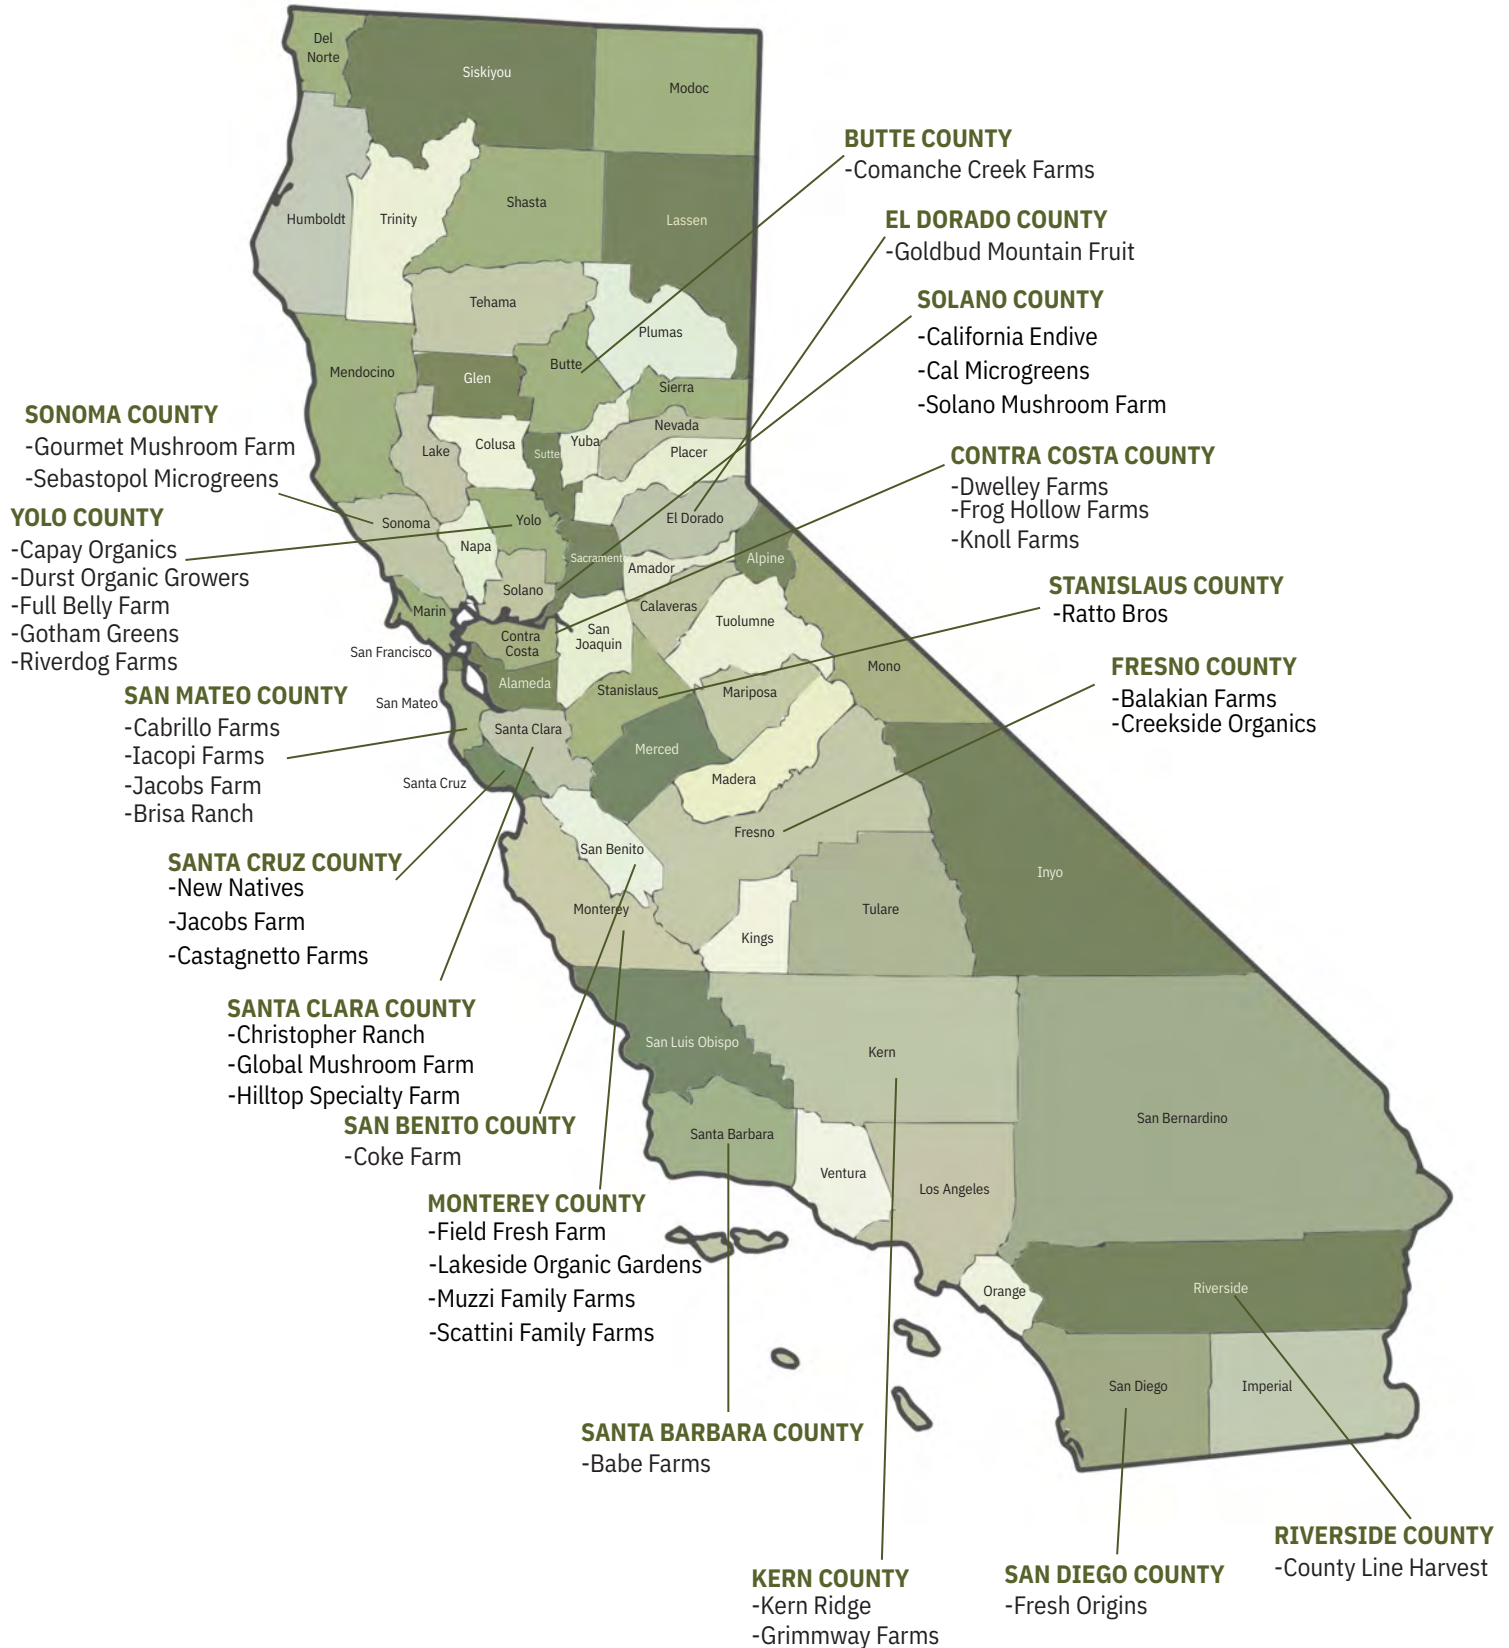 Del
Norte
Siskiyou
Modoc
Humboldt
Trinity
Shasta
Lassen
Tehama
Plumas
Mendocino
Glen
Butte
Sierra
Lake
Colusa
Sutte
Yuba
Nevada
Placer
Sonoma
Napa
Yolo
Sacramento
El Dorado
Solano
Amador
Alpine
Marin
Contra
Costa
San
Joaquin
Calaveras
Tuolumne
Mono
San Francisco
Alameda
Stanislaus
Mariposa
San Mateo
Santa Clara
Merced
Madera
Santa Cruz
San Benito
Fresno
Inyo
Monterey
Kings
Tulare
San Luis Obispo
Kern
San Bernardino
Santa Barbara
Ventura
Los Angeles
Orange
Riverside
San Diego
Imperial
BUTTE COUNTY
-Comanche Creek Farms
EL DORADO COUNTY
-Goldbud Mountain Fruit
SOLANO COUNTY
-California Endive
-Cal Microgreens
-Solano Mushroom Farm
CONTRA COSTA COUNTY
-Dwelley Farms
-Frog Hollow Farms
-Knoll Farms
STANISLAUS COUNTY
-Ratto Bros
FRESNO COUNTY
-Balakian Farms
-Creekside Organics
SONOMA COUNTY
-Gourmet Mushroom Farm
-Sebastopol Microgreens
YOLO COUNTY
-Capay Organics
-Durst Organic Growers
-Full Belly Farm
-Gotham Greens
-Riverdog Farms
SAN MATEO COUNTY
-Cabrillo Farms
-Iacopi Farms
-Jacobs Farm
-Brisa Ranch
SANTA CRUZ COUNTY
-New Natives
-Jacobs Farm
-Castagnetto Farms
SANTA CLARA COUNTY
-Christopher Ranch
-Global Mushroom Farm
-Hilltop Specialty Farm
SAN BENITO COUNTY
-Coke Farm
MONTEREY COUNTY
-Field Fresh Farm
-Lakeside Organic Gardens
-Muzzi Family Farms
-Scattini Family Farms
SANTA BARBARA COUNTY
-Babe Farms
KERN COUNTY
-Kern Ridge
-Grimmway Farms
SAN DIEGO COUNTY
-Fresh Origins
RIVERSIDE COUNTY
-County Line Harvest